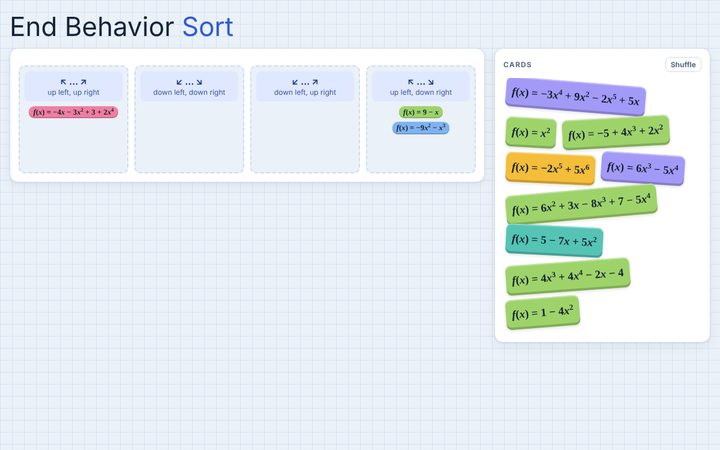 End Behavior Sort
↖ ... ↗
up left, up right
f(x) = −4x − 3x² + 3 + 2x⁴
↙ ... ↘
down left, down right
↙ ... ↗
down left, up right
↖ ... ↘
up left, down right
f(x) = 9 − x
f(x) = −9x² − x³
CARDS
Shuffle
f(x) = −3x⁴ + 9x² − 2x⁵ + 5x
f(x) = x²
f(x) = −5 + 4x³ + 2x²
f(x) = −2x⁵ + 5x⁶
f(x) = 6x³ − 5x⁴
f(x) = 6x² + 3x − 8x³ + 7 − 5x⁴
f(x) = 5 − 7x + 5x²
f(x) = 4x³ + 4x⁴ − 2x − 4
f(x) = 1 − 4x²